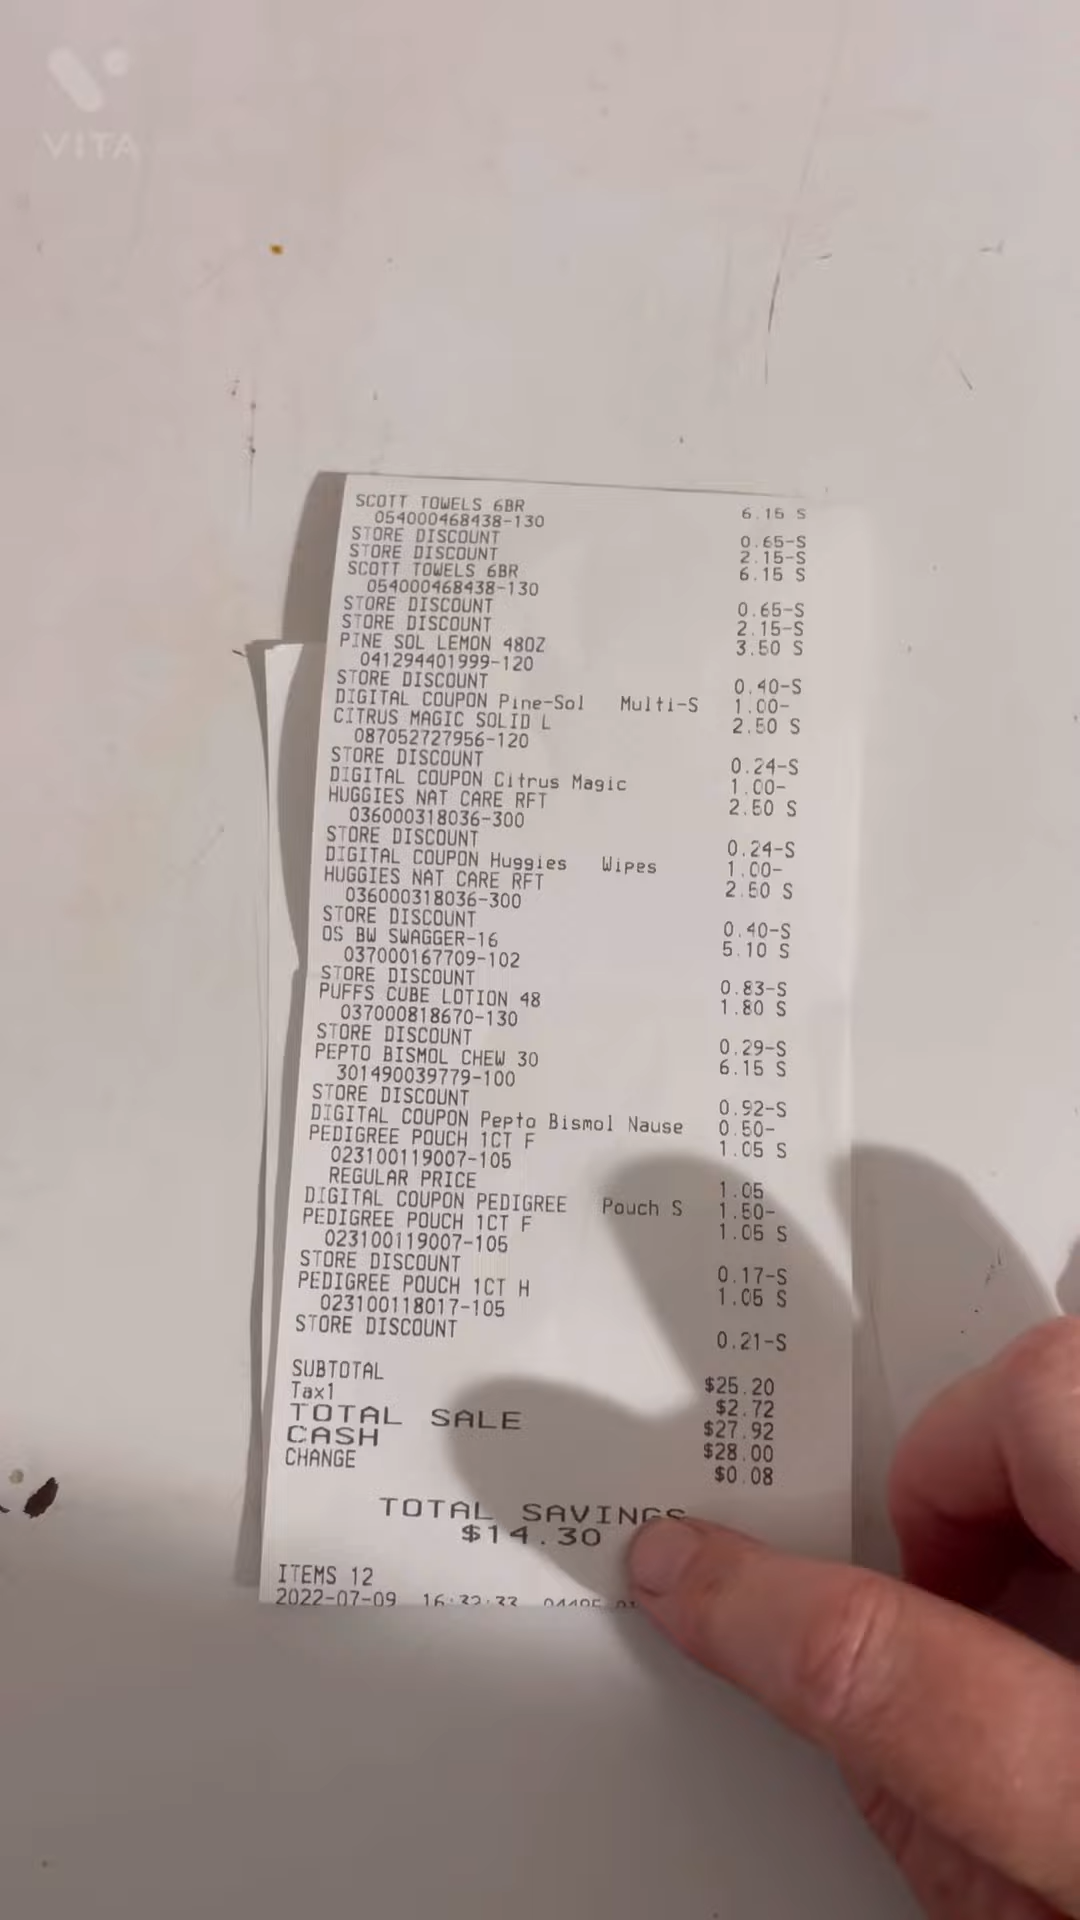 VITA
SCOTT TOWELS 6BR 6.15 S
054000468438-130
STORE DISCOUNT 0.65-S
STORE DISCOUNT 2.15-S
SCOTT TOWELS 6BR 6.15 S
054000468438-130
STORE DISCOUNT 0.65-S
STORE DISCOUNT 2.15-S
PINE SOL LEMON 48OZ 3.50 S
041294401999-120
STORE DISCOUNT 0.40-S
DIGITAL COUPON Pine-Sol Multi-S 1.00-
CITRUS MAGIC SOLID L 2.50 S
087052727956-120
STORE DISCOUNT 0.24-S
DIGITAL COUPON Citrus Magic 1.00-
HUGGIES NAT CARE RFT 2.50 S
036000318036-300
STORE DISCOUNT 0.24-S
DIGITAL COUPON Huggies Wipes 1.00-
HUGGIES NAT CARE RFT 2.50 S
036000318036-300
STORE DISCOUNT 0.40-S
OS BW SWAGGER-16 5.10 S
037000167709-102
STORE DISCOUNT 0.83-S
PUFFS CUBE LOTION 48 1.80 S
037000818670-130
STORE DISCOUNT 0.29-S
PEPTO BISMOL CHEW 30 6.15 S
301490039779-100
STORE DISCOUNT 0.92-S
DIGITAL COUPON Pepto Bismol Nause 0.50-
PEDIGREE POUCH 1CT F 1.05 S
023100119007-105
REGULAR PRICE 1.05
DIGITAL COUPON PEDIGREE Pouch S 1.50-
PEDIGREE POUCH 1CT F 1.05 S
023100119007-105
STORE DISCOUNT 0.17-S
PEDIGREE POUCH 1CT H 1.05 S
023100118017-105
STORE DISCOUNT 0.21-S
SUBTOTAL $25.20
Tax1 $2.72
TOTAL SALE $27.92
CASH $28.00
CHANGE $0.08
TOTAL SAVINGS
$14.30
ITEMS 12
2022-07-09 16:32:33